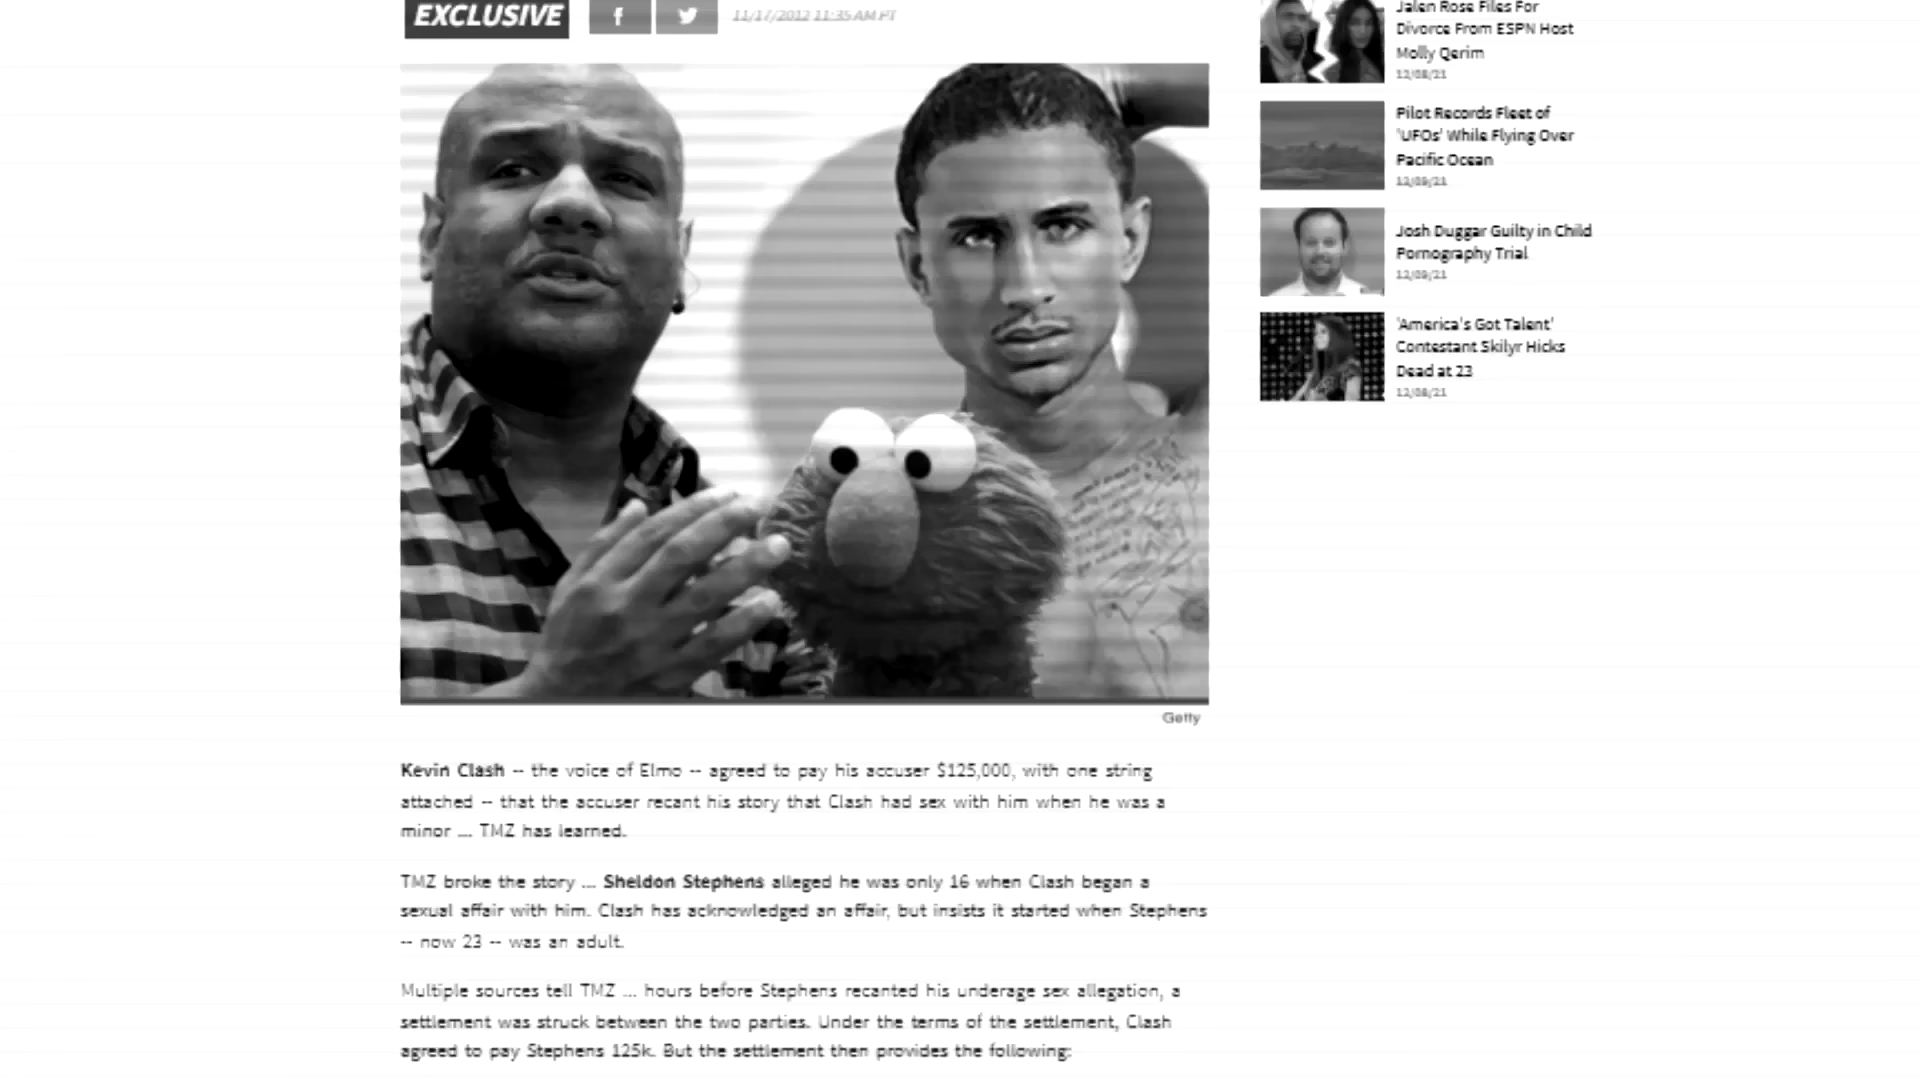 EXCLUSIVE
11/17/2012 11:35 AM PT
Getty
Kevin Clash -- the voice of Elmo -- agreed to pay his accuser $125,000, with one string
attached -- that the accuser recant his story that Clash had sex with him when he was a
minor ... TMZ has learned.
TMZ broke the story ... Sheldon Stephens alleged he was only 16 when Clash began a
sexual affair with him. Clash has acknowledged an affair, but insists it started when Stephens
-- now 23 -- was an adult.
Multiple sources tell TMZ ... hours before Stephens recanted his underage sex allegation, a
settlement was struck between the two parties. Under the terms of the settlement, Clash
agreed to pay Stephens 125k. But the settlement then provides the following:
Jalen Rose Files For
Divorce From ESPN Host
Molly Qerim
12/08/21
Pilot Records Fleet of
'UFOs' While Flying Over
Pacific Ocean
12/09/21
Josh Duggar Guilty in Child
Pornography Trial
12/09/21
'America's Got Talent'
Contestant Skilyr Hicks
Dead at 23
12/08/21